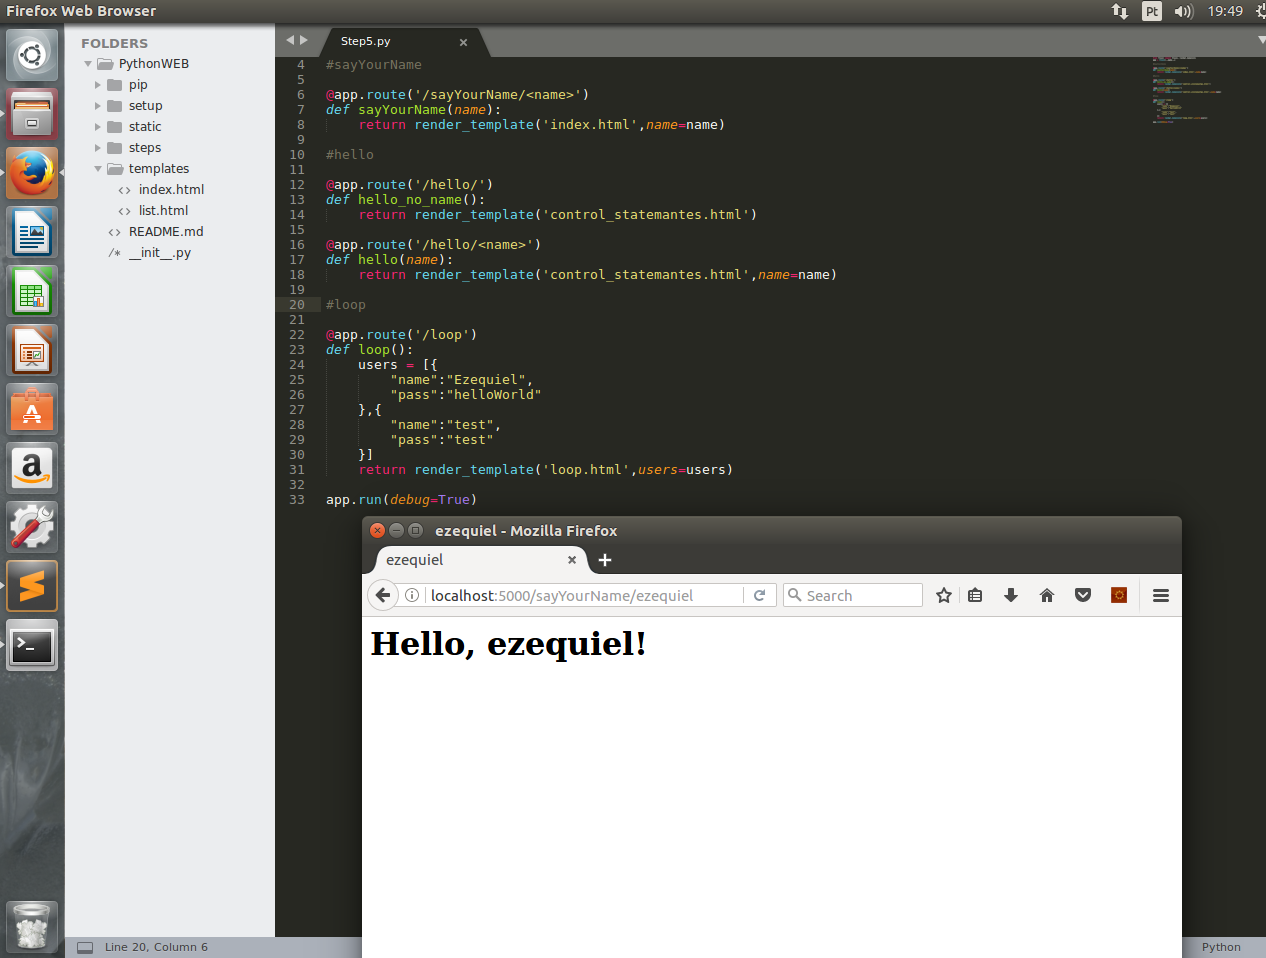 Firefox Web Browser
Pt
19:49
FOLDERS
PythonWEB
pip
setup
static
steps
templates
<> index.html
<> list.html
<> README.md
/* __init__.py
Step5.py ×
4 #sayYourName
5
6 @app.route('/sayYourName/<name>')
7 def sayYourName(name):
8     return render_template('index.html',name=name)
9
10 #hello
11
12 @app.route('/hello/')
13 def hello_no_name():
14     return render_template('control_statemantes.html')
15
16 @app.route('/hello/<name>')
17 def hello(name):
18     return render_template('control_statemantes.html',name=name)
19
20 #loop
21
22 @app.route('/loop')
23 def loop():
24     users = [{
25         "name":"Ezequiel",
26         "pass":"helloWorld"
27     },{
28         "name":"test",
29         "pass":"test"
30     }]
31     return render_template('loop.html',users=users)
32
33 app.run(debug=True)
ezequiel - Mozilla Firefox
ezequiel × +
localhost:5000/sayYourName/ezequiel
Search
Hello, ezequiel!
Line 20, Column 6
Python